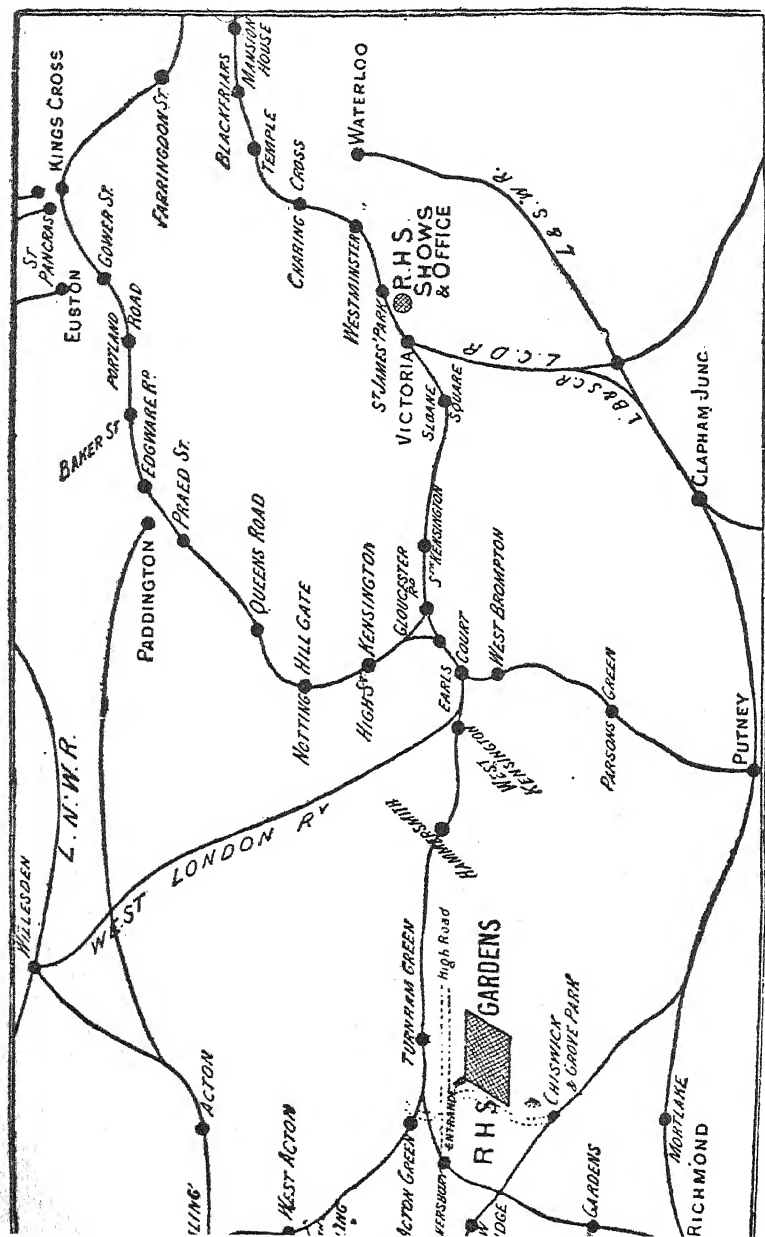 KINGS CROSS
ST PANCRAS
EUSTON
GOWER ST.
FARRINGDON ST.
PORTLAND
ROAD
BAKER ST
EDGWARE RD.
PRAED ST.
PADDINGTON
QUEENS ROAD
NOTTING HILL GATE
HIGH ST KENSINGTON
BLACKFRIARS
MANSION
HOUSE
TEMPLE
CHARING CROSS
WESTMINSTER
WATERLOO
R.H.S.
SHOWS
& OFFICE
ST JAMES' PARK
VICTORIA
SLOANE
SQUARE
L. C. D. R
L. B & S C R
L & S. W. R.
CLAPHAM JUNC.
STH KENSINGTON
GLOUCESTER
RD
EARLS COURT
WEST BROMPTON
PARSONS GREEN
PUTNEY
WEST
KENSINGTON
HAMMERSMITH
L. N. W. R.
WILLESDEN
WEST LONDON RY
TURNHAM GREEN
High Road
R H S GARDENS
ENTRANCE
CHISWICK
& GROVE PARK
MORTLAKE
RICHMOND
ACTON
WEST ACTON
ACTON GREEN
GARDENS